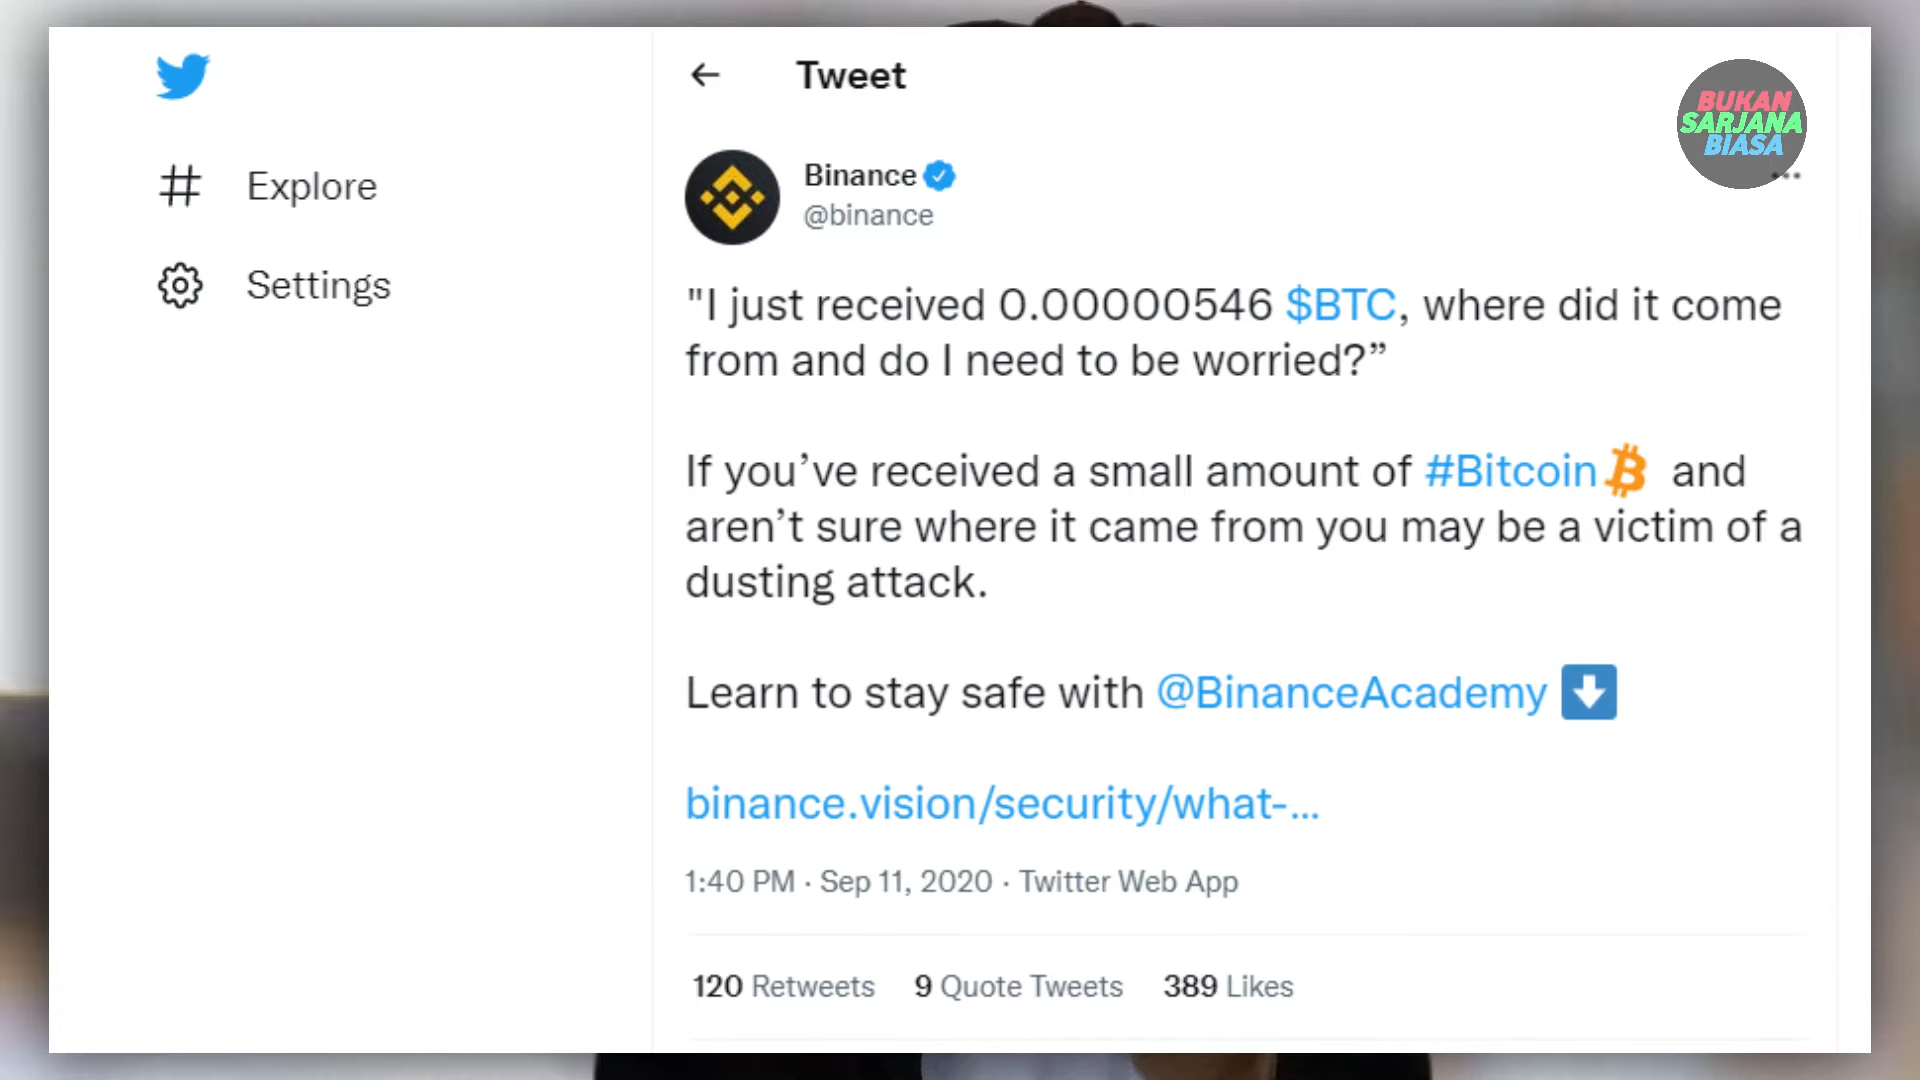 Tweet
BUKAN
SARJANA
BIASA
Explore
Settings
Binance
@binance
"I just received 0.00000546 $BTC, where did it come
from and do I need to be worried?”
If you’ve received a small amount of #Bitcoin and
aren’t sure where it came from you may be a victim of a
dusting attack.
Learn to stay safe with @BinanceAcademy
binance.vision/security/what-...
1:40 PM · Sep 11, 2020 · Twitter Web App
120 Retweets 9 Quote Tweets 389 Likes